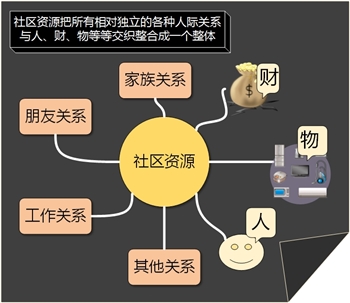 社区资源把所有相对独立的各种人际关系
与人、财、物等等交织整合成一个整体
家族关系
财
朋友关系
社区资源
物
工作关系
人
其他关系
$